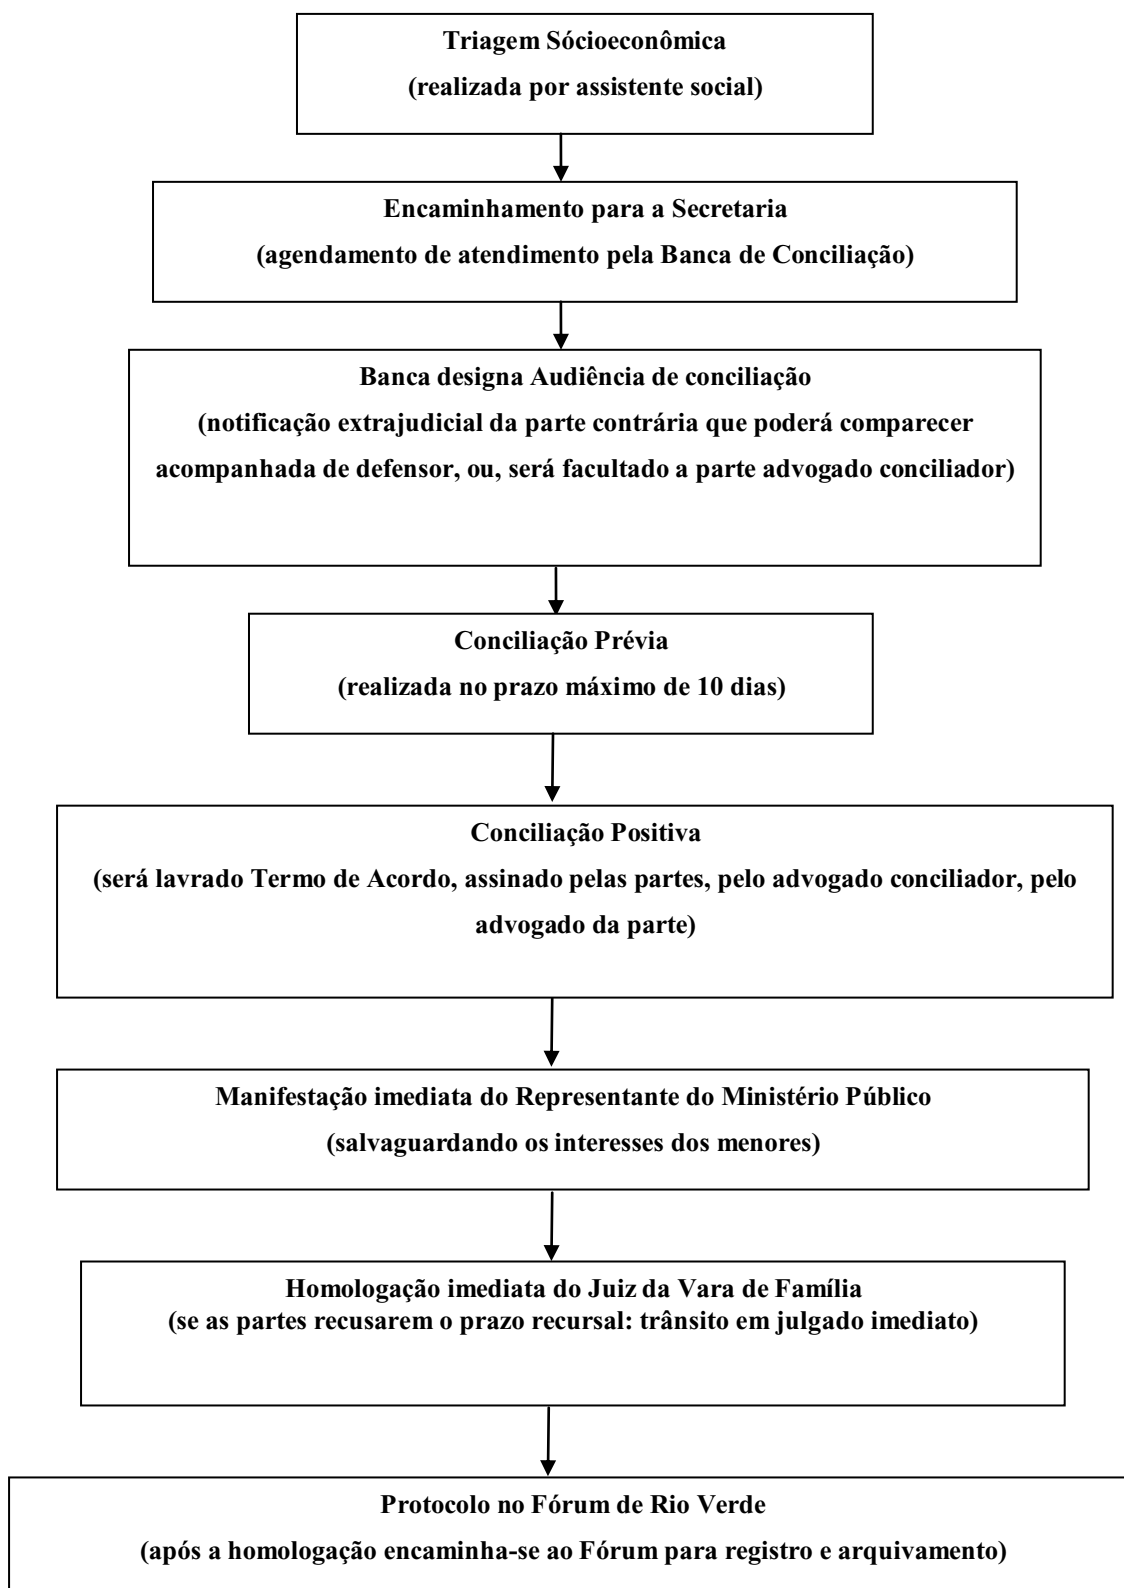 Triagem Sócioeconômica
(realizada por assistente social)
Encaminhamento para a Secretaria
(agendamento de atendimento pela Banca de Conciliação)
Banca designa Audiência de conciliação
(notificação extrajudicial da parte contrária que poderá comparecer
acompanhada de defensor, ou, será facultado a parte advogado conciliador)
Conciliação Prévia
(realizada no prazo máximo de 10 dias)
Conciliação Positiva
(será lavrado Termo de Acordo, assinado pelas partes, pelo advogado conciliador, pelo
advogado da parte)
Manifestação imediata do Representante do Ministério Público
(salvaguardando os interesses dos menores)
Homologação imediata do Juiz da Vara de Família
(se as partes recusarem o prazo recursal: trânsito em julgado imediato)
Protocolo no Fórum de Rio Verde
(após a homologação encaminha-se ao Fórum para registro e arquivamento)